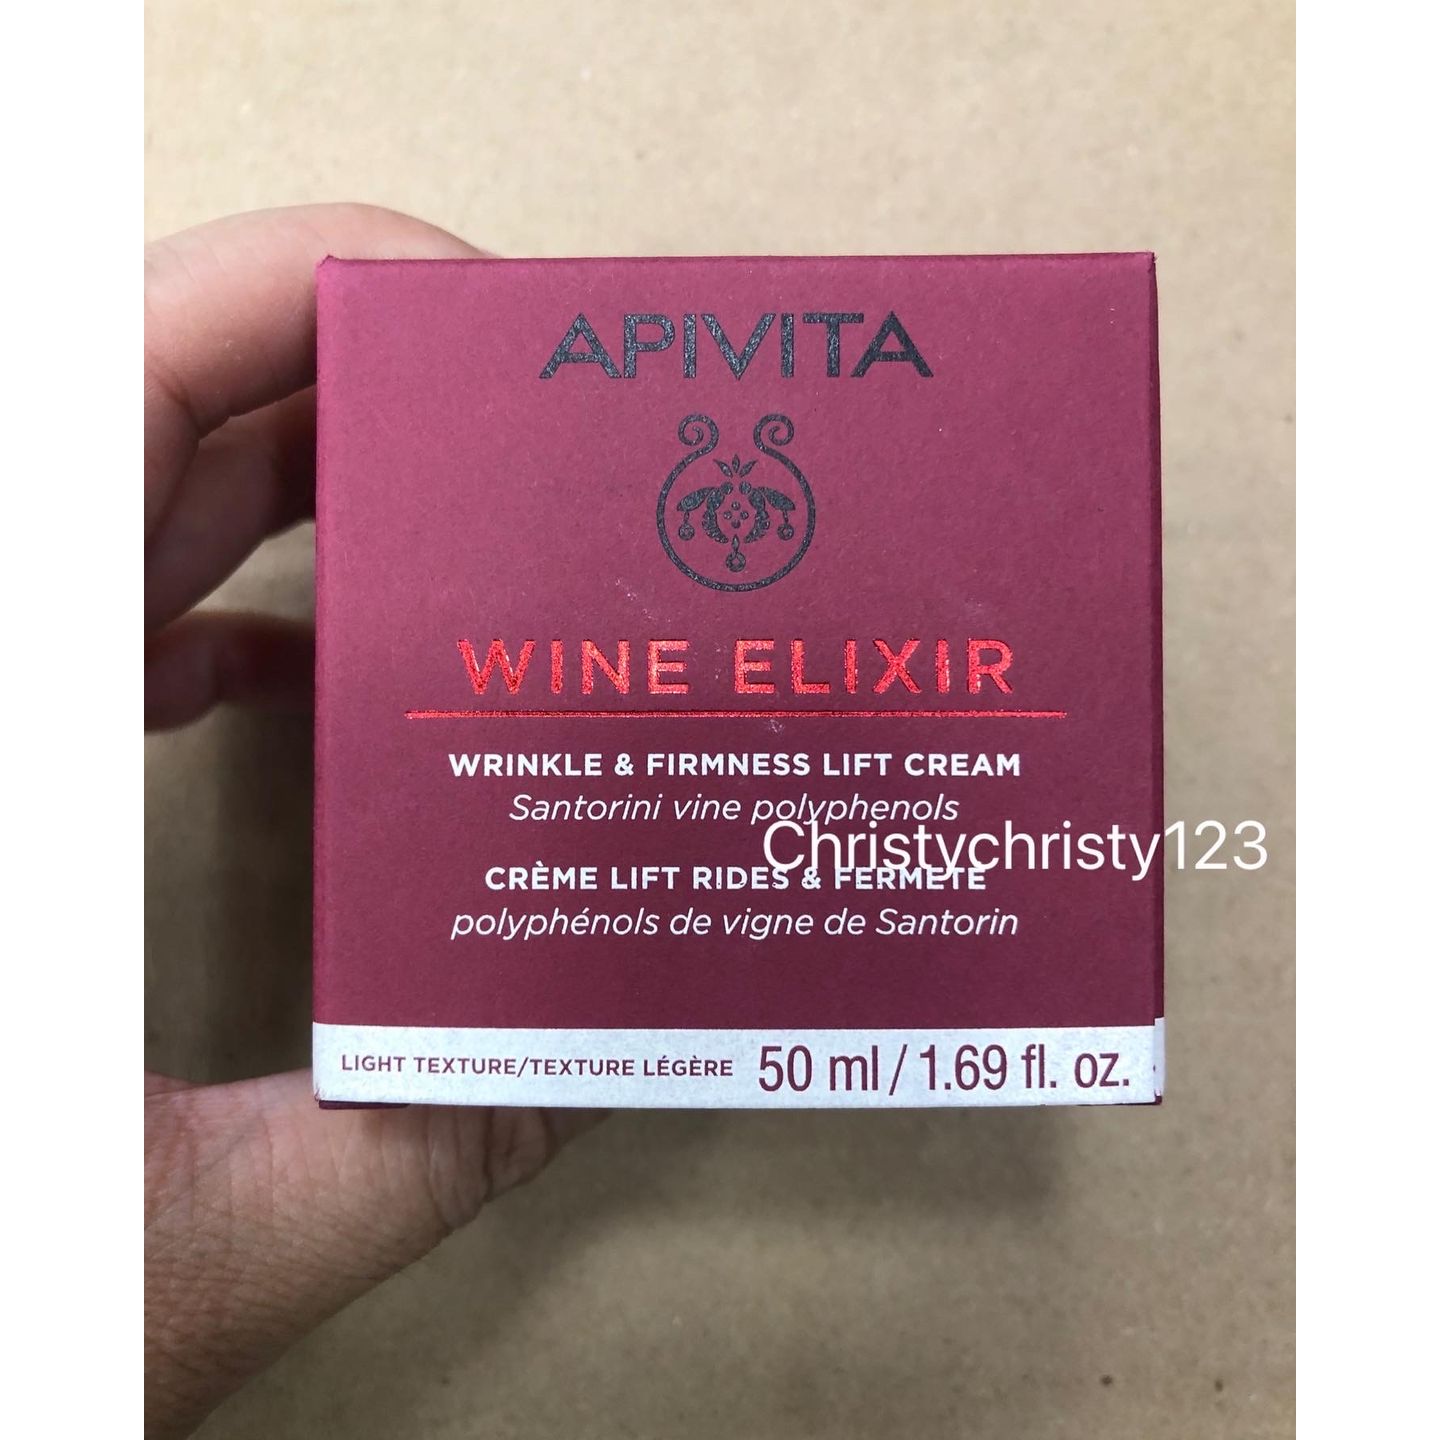 APIVITA
WINE ELIXIR
WRINKLE & FIRMNESS LIFT CREAM
Santorini vine polyphenols
Christychristy123
CRÈME LIFT RIDES & FERMETÉ
polyphénols de vigne de Santorin
LIGHT TEXTURE/TEXTURE LÉGÈRE 50 ml / 1.69 fl. oz.